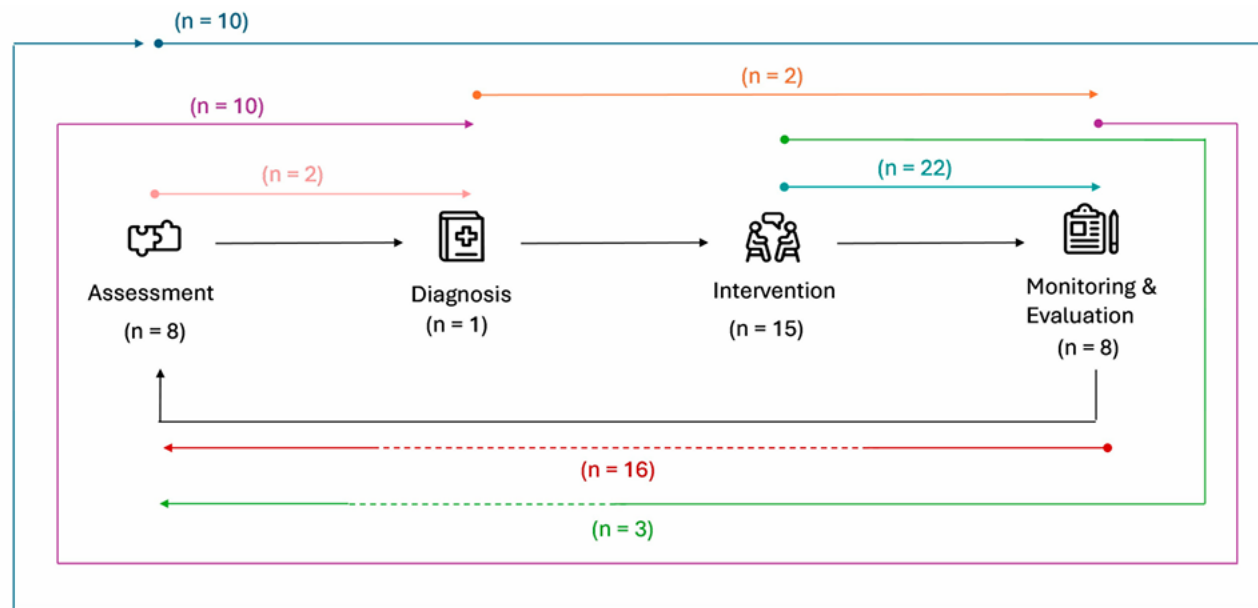 (n = 10)
(n = 2)
(n = 10)
(n = 2)
(n = 22)
Assessment
(n = 8)
Diagnosis
(n = 1)
Intervention
(n = 15)
Monitoring &
Evaluation
(n = 8)
(n = 16)
(n = 3)